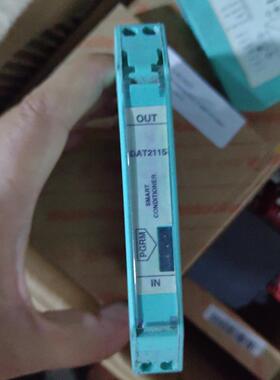 OUT
DAT2115
SMART
CONDITIONER
PGRM
IN